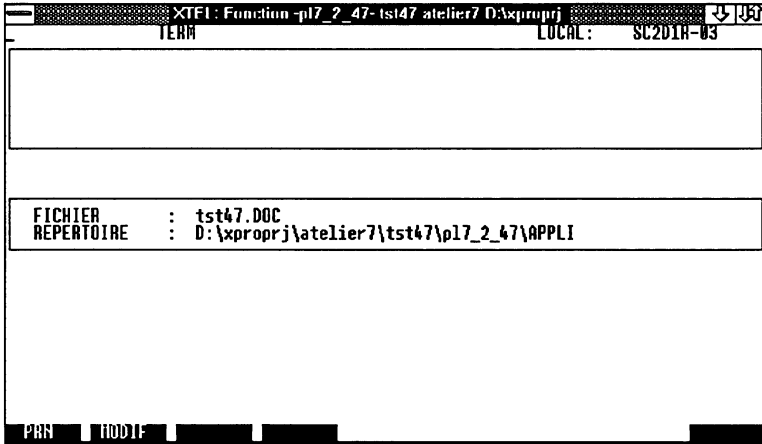 XTEL: Fonction -pl7_2_47- tst47 atelier7 D:\xproprj
TERM LOCAL: SC2D1R-03
FICHIER : tst47.DOC
REPERTOIRE : D:\xproprj\atelier7\tst47\pl7_2_47\APPLI
PRN MODIF